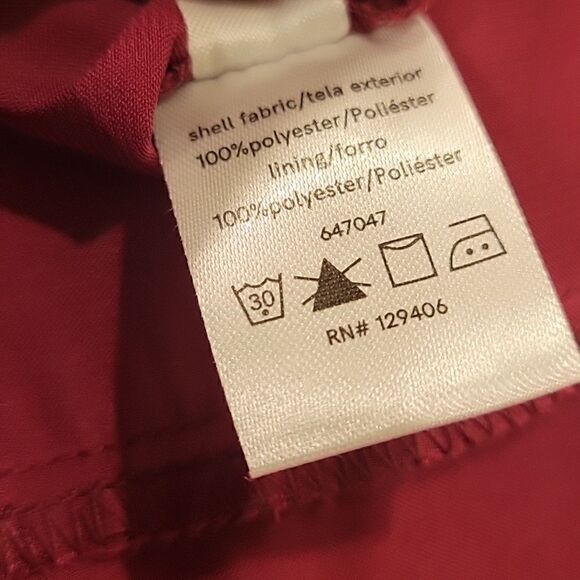 shell fabric/tela exterior
100%polyester/Poliéster
lining/forro
100%polyester/Poliéster
647047
30
RN# 129406